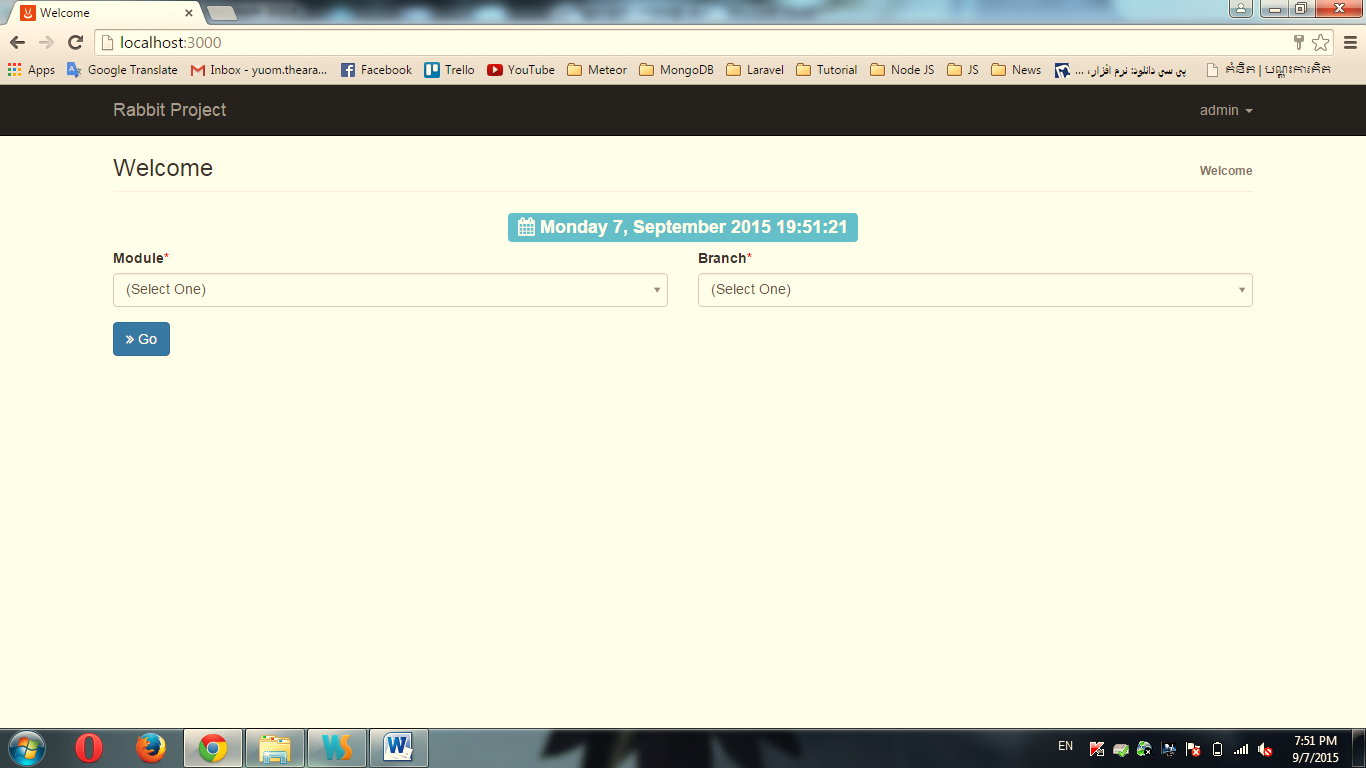 Welcome
localhost:3000
Apps Google Translate Inbox - yuom.theara... Facebook Trello YouTube Meteor MongoDB Laravel Tutorial Node JS JS News پی سی دانلود: نرم افزار، ... គំនិត | បណ្ដុះការគិត
Rabbit Project admin
Welcome Welcome
Monday 7, September 2015 19:51:21
Module* Branch*
(Select One) (Select One)
» Go
EN 7:51 PM
9/7/2015